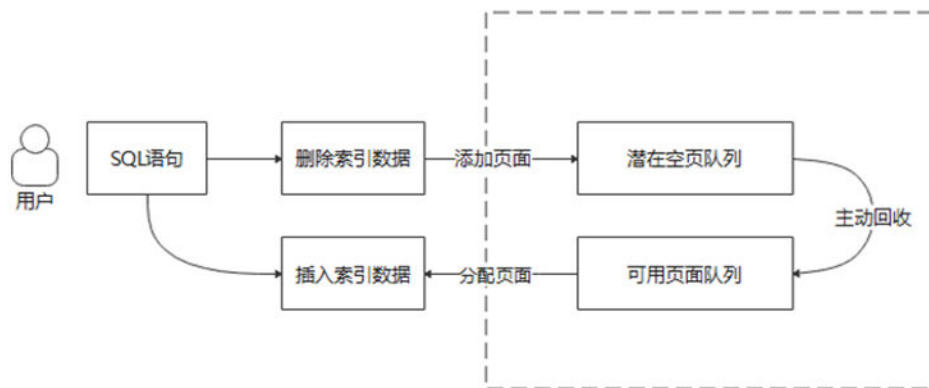 SQL语句
删除索引数据
添加页面
潜在空页队列
用户
主动回收
插入索引数据
分配页面
可用页面队列